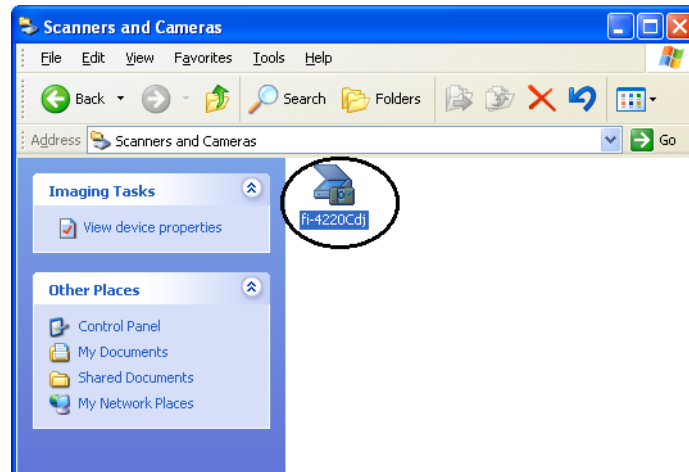 Scanners and Cameras
File Edit View Favorites Tools Help
Back Search Folders
Address Scanners and Cameras Go
Imaging Tasks
View device properties
fi-4220Cdj
Other Places
Control Panel
My Documents
Shared Documents
My Network Places